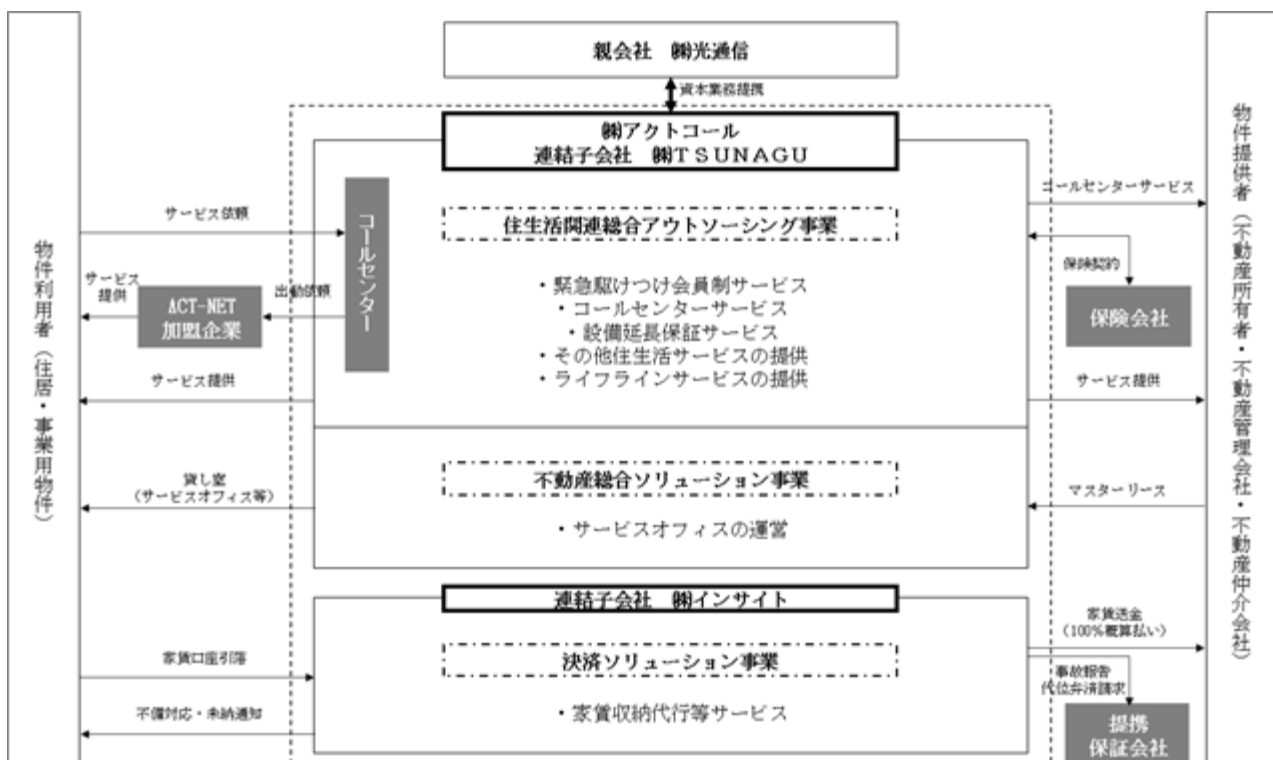 親会社 ㈱光通信
資本業務提携
㈱アクトコール
連結子会社 ㈱TSUNAGU
物件利用者(住居・事業用物件)
サービス依頼
コールセンター
住生活関連総合アウトソーシング事業
コールセンターサービス
物件提供者(不動産所有者・不動産管理会社・不動産仲介会社)
サービス
提供
ACT-NET
加盟企業
出動依頼
・緊急駆けつけ会員制サービス
・コールセンターサービス
・設備延長保証サービス
・その他住生活サービスの提供
・ライフラインサービスの提供
保険契約
保険会社
サービス提供
サービス提供
貸し室
(サービスオフィス等)
不動産総合ソリューション事業
・サービスオフィスの運営
マスターリース
連結子会社 ㈱インサイト
家賃口座引落
決済ソリューション事業
家賃送金
(100%概算払い)
不備対応・未納通知
・家賃収納代行等サービス
事故報告
代位弁済請求
提携
保証会社